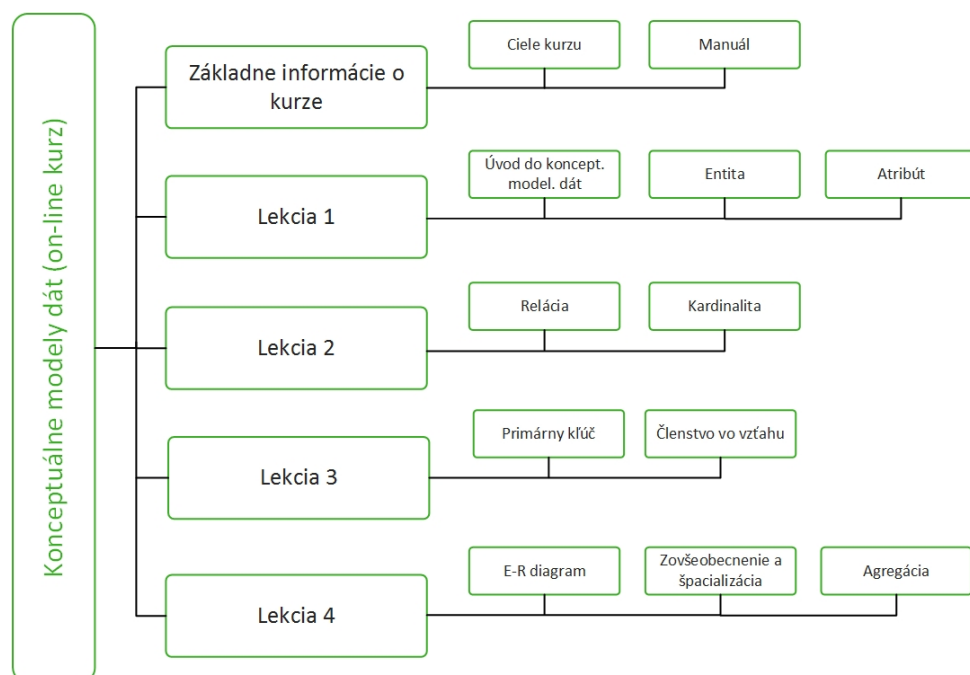 Konceptuálne modely dát (on-line kurz)
Základne informácie o
kurze
Ciele kurzu
Manuál
Lekcia 1
Úvod do koncept.
model. dát
Entita
Atribút
Lekcia 2
Relácia
Kardinalita
Lekcia 3
Primárny kľúč
Členstvo vo vzťahu
Lekcia 4
E-R diagram
Zovšeobecnenie a
špacializácia
Agregácia